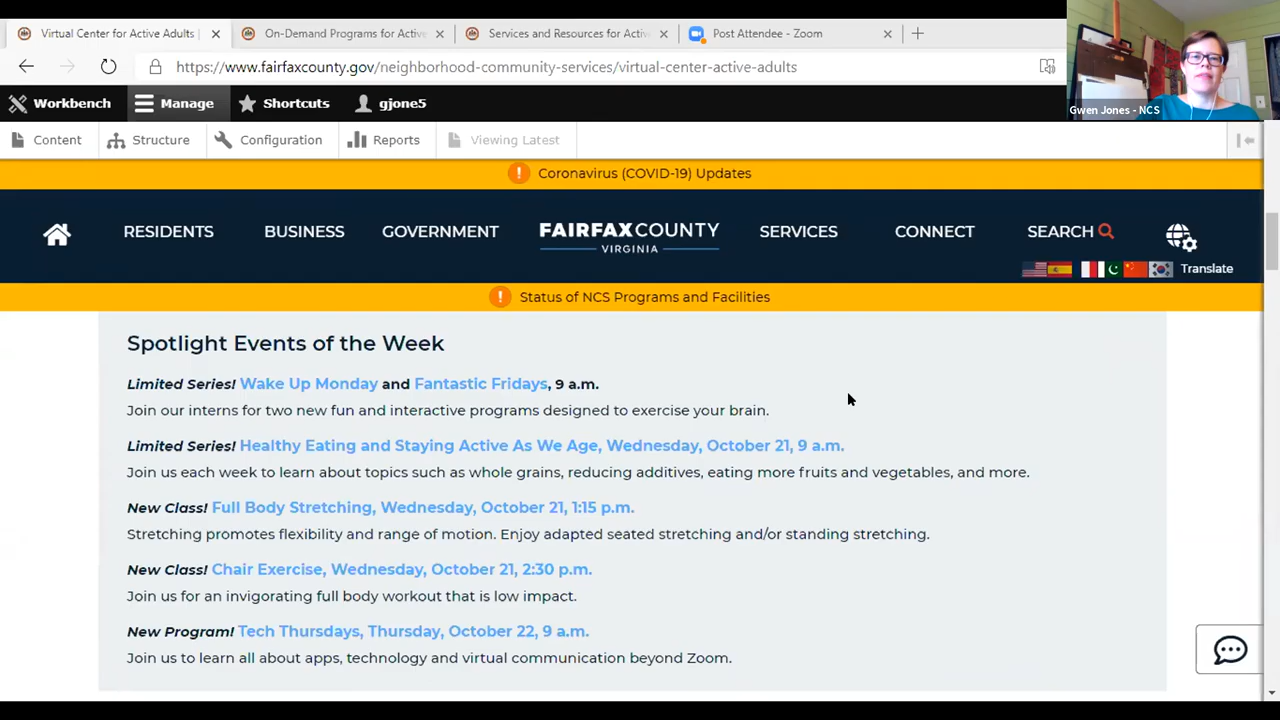 Virtual Center for Active Adults |
On-Demand Programs for Active
Services and Resources for Activ
Post Attendee - Zoom
https://www.fairfaxcounty.gov/neighborhood-community-services/virtual-center-active-adults
Gwen Jones - NCS
Workbench Manage Shortcuts gjone5
Content Structure Configuration Reports Viewing Latest
Coronavirus (COVID-19) Updates
RESIDENTS BUSINESS GOVERNMENT FAIRFAX COUNTY SERVICES CONNECT SEARCH
VIRGINIA
Translate
Status of NCS Programs and Facilities
Spotlight Events of the Week
Limited Series! Wake Up Monday and Fantastic Fridays, 9 a.m.
Join our interns for two new fun and interactive programs designed to exercise your brain.
Limited Series! Healthy Eating and Staying Active As We Age, Wednesday, October 21, 9 a.m.
Join us each week to learn about topics such as whole grains, reducing additives, eating more fruits and vegetables, and more.
New Class! Full Body Stretching, Wednesday, October 21, 1:15 p.m.
Stretching promotes flexibility and range of motion. Enjoy adapted seated stretching and/or standing stretching.
New Class! Chair Exercise, Wednesday, October 21, 2:30 p.m.
Join us for an invigorating full body workout that is low impact.
New Program! Tech Thursdays, Thursday, October 22, 9 a.m.
Join us to learn all about apps, technology and virtual communication beyond Zoom.